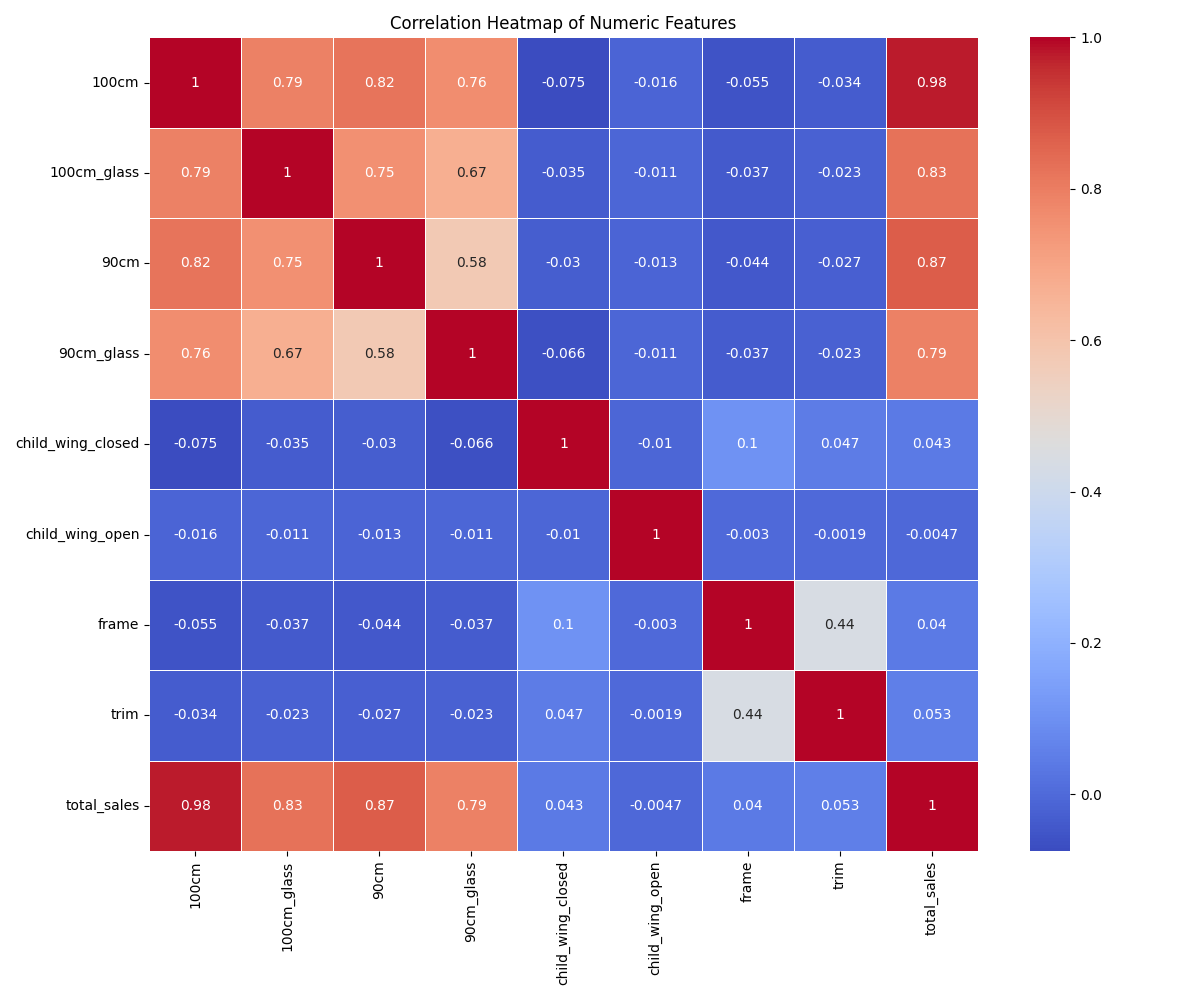 Correlation Heatmap of Numeric Features
100cm 1 0.79 0.82 0.76 -0.075 -0.016 -0.055 -0.034 0.98
100cm_glass 0.79 1 0.75 0.67 -0.035 -0.011 -0.037 -0.023 0.83
90cm 0.82 0.75 1 0.58 -0.03 -0.013 -0.044 -0.027 0.87
90cm_glass 0.76 0.67 0.58 1 -0.066 -0.011 -0.037 -0.023 0.79
child_wing_closed -0.075 -0.035 -0.03 -0.066 1 -0.01 0.1 0.047 0.043
child_wing_open -0.016 -0.011 -0.013 -0.011 -0.01 1 -0.003 -0.0019 -0.0047
frame -0.055 -0.037 -0.044 -0.037 0.1 -0.003 1 0.44 0.04
trim -0.034 -0.023 -0.027 -0.023 0.047 -0.0019 0.44 1 0.053
total_sales 0.98 0.83 0.87 0.79 0.043 -0.0047 0.04 0.053 1
100cm
100cm_glass
90cm
90cm_glass
child_wing_closed
child_wing_open
frame
trim
total_sales
1.0
0.8
0.6
0.4
0.2
0.0